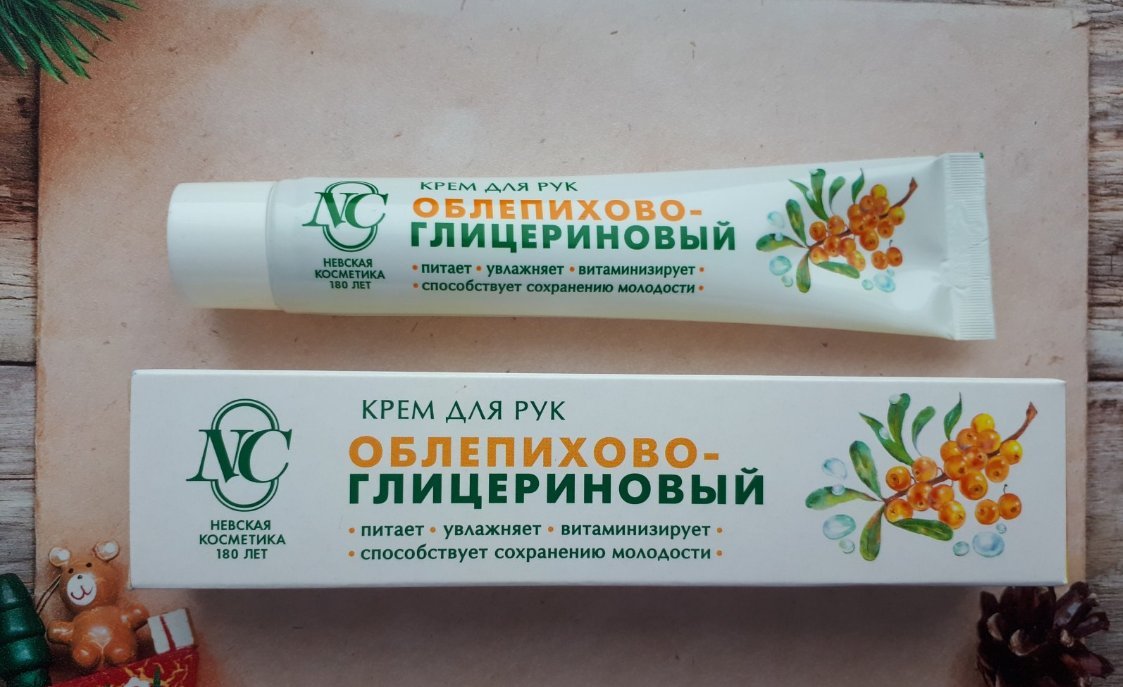 NC
НЕВСКАЯ
КОСМЕТИКА
180 ЛЕТ
КРЕМ ДЛЯ РУК
ОБЛЕПИХОВО-
ГЛИЦЕРИНОВЫЙ
• питает • увлажняет • витаминизирует •
• способствует сохранению молодости •
NC
НЕВСКАЯ
КОСМЕТИКА
180 ЛЕТ
КРЕМ ДЛЯ РУК
ОБЛЕПИХОВО-
ГЛИЦЕРИНОВЫЙ
• питает • увлажняет • витаминизирует •
• способствует сохранению молодости •